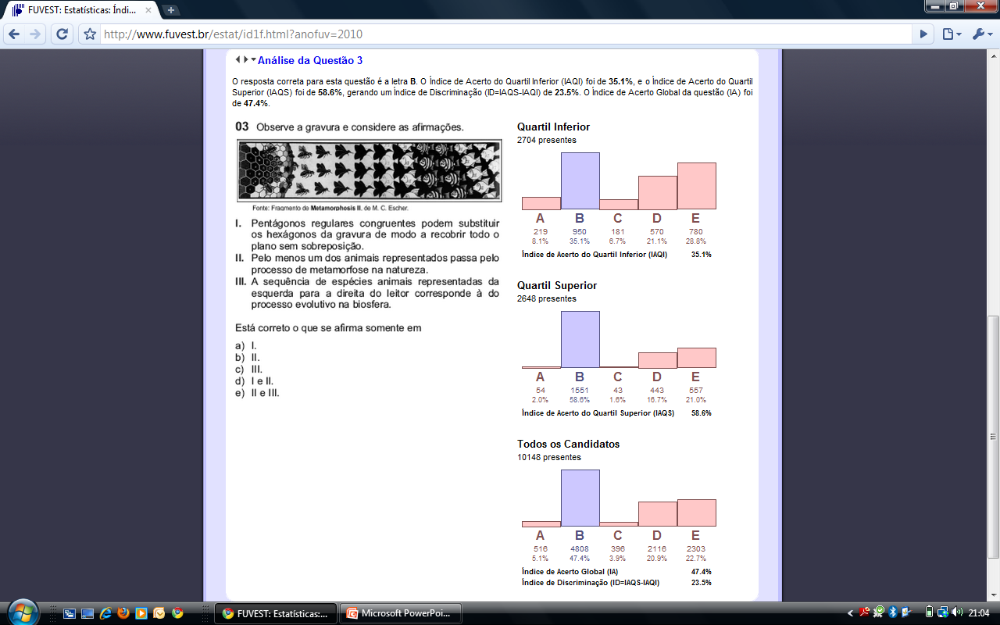 FUVEST: Estatísticas: Índi...
http://www.fuvest.br/estat/id1f.html?anofuv=2010
Análise da Questão 3
O resposta correta para esta questão é a letra B. O Índice de Acerto do Quartil Inferior (IAQI) foi de 35.1%, e o Índice de Acerto do Quartil
Superior (IAQS) foi de 58.6%, gerando um Índice de Discriminação (ID=IAQS-IAQI) de 23.5%. O Índice de Acerto Global da questão (IA) foi
de 47.4%.
03 Observe a gravura e considere as afirmações.
Fonte: Fragmento de Metamorphosis II, de M. C. Escher.
I. Pentágonos regulares congruentes podem substituir
os hexágonos da gravura de modo a recobrir todo o
plano sem sobreposição.
II. Pelo menos um dos animais representados passa pelo
processo de metamorfose na natureza.
III. A sequência de espécies animais representadas da
esquerda para a direita do leitor corresponde à do
processo evolutivo na biosfera.
Está correto o que se afirma somente em
a) I.
b) II.
c) III.
d) I e II.
e) II e III.
Quartil Inferior
2704 presentes
A B C D E
219 950 181 570 780
8.1% 35.1% 6.7% 21.1% 28.8%
Índice de Acerto do Quartil Inferior (IAQI) 35.1%
Quartil Superior
2648 presentes
A B C D E
54 1551 43 443 557
2.0% 58.6% 1.6% 16.7% 21.0%
Índice de Acerto do Quartil Superior (IAQS) 58.6%
Todos os Candidatos
10148 presentes
A B C D E
516 4808 396 2116 2303
5.1% 47.4% 3.9% 20.9% 22.7%
Índice de Acerto Global (IA) 47.4%
Índice de Discriminação (ID=IAQS-IAQI) 23.5%
FUVEST: Estatísticas:...
Microsoft PowerPoi...
21:04